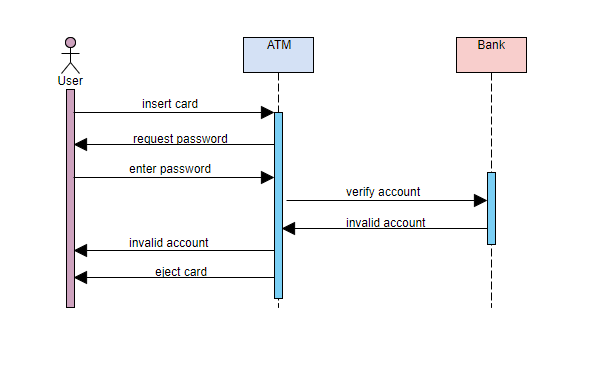 ATM
Bank
User
insert card
request password
enter password
verify account
invalid account
invalid account
eject card